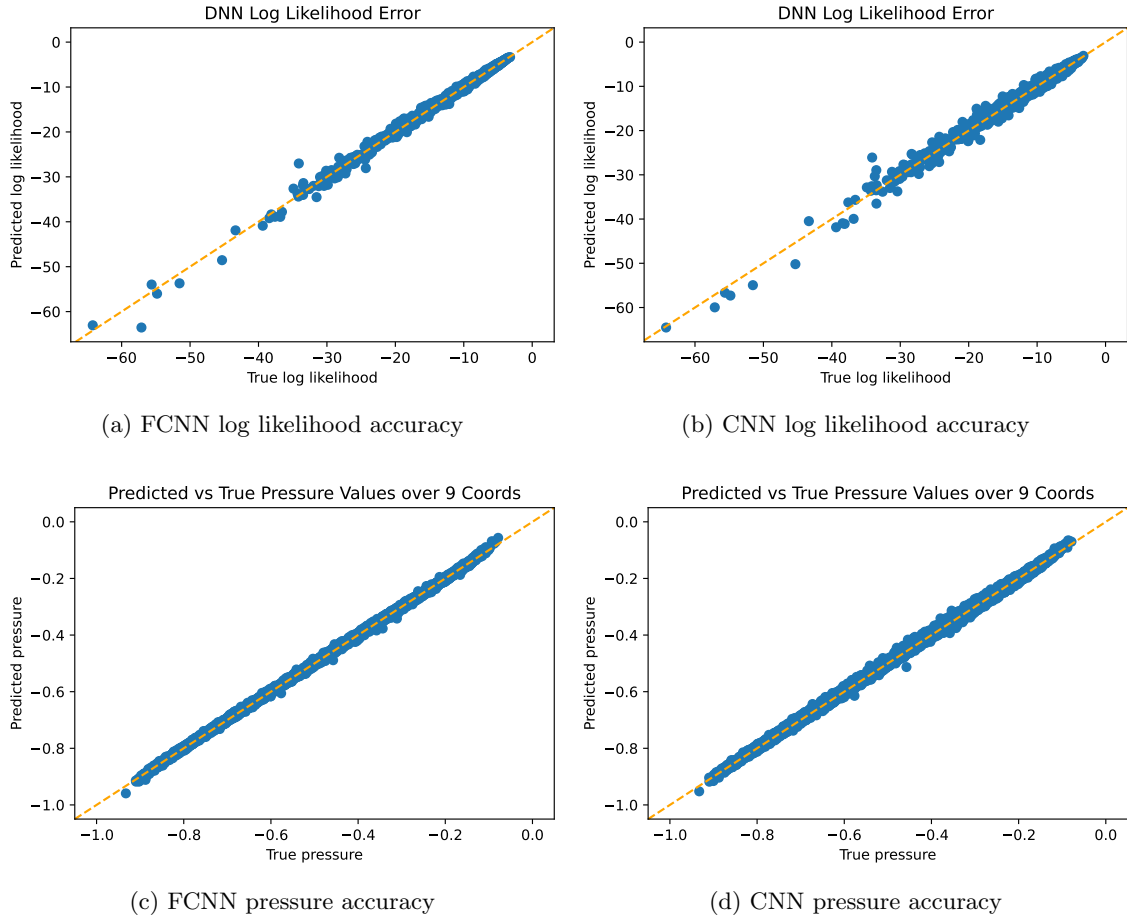 DNN Log Likelihood Error
0
−10
−20
−30
−40
−50
−60
Predicted log likelihood
−60 −50 −40 −30 −20 −10 0
True log likelihood
(a) FCNN log likelihood accuracy
DNN Log Likelihood Error
0
−10
−20
−30
−40
−50
−60
Predicted log likelihood
−60 −50 −40 −30 −20 −10 0
True log likelihood
(b) CNN log likelihood accuracy
Predicted vs True Pressure Values over 9 Coords
0.0
−0.2
−0.4
−0.6
−0.8
−1.0
Predicted pressure
−1.0 −0.8 −0.6 −0.4 −0.2 0.0
True pressure
(c) FCNN pressure accuracy
Predicted vs True Pressure Values over 9 Coords
0.0
−0.2
−0.4
−0.6
−0.8
−1.0
Predicted pressure
−1.0 −0.8 −0.6 −0.4 −0.2 0.0
True pressure
(d) CNN pressure accuracy